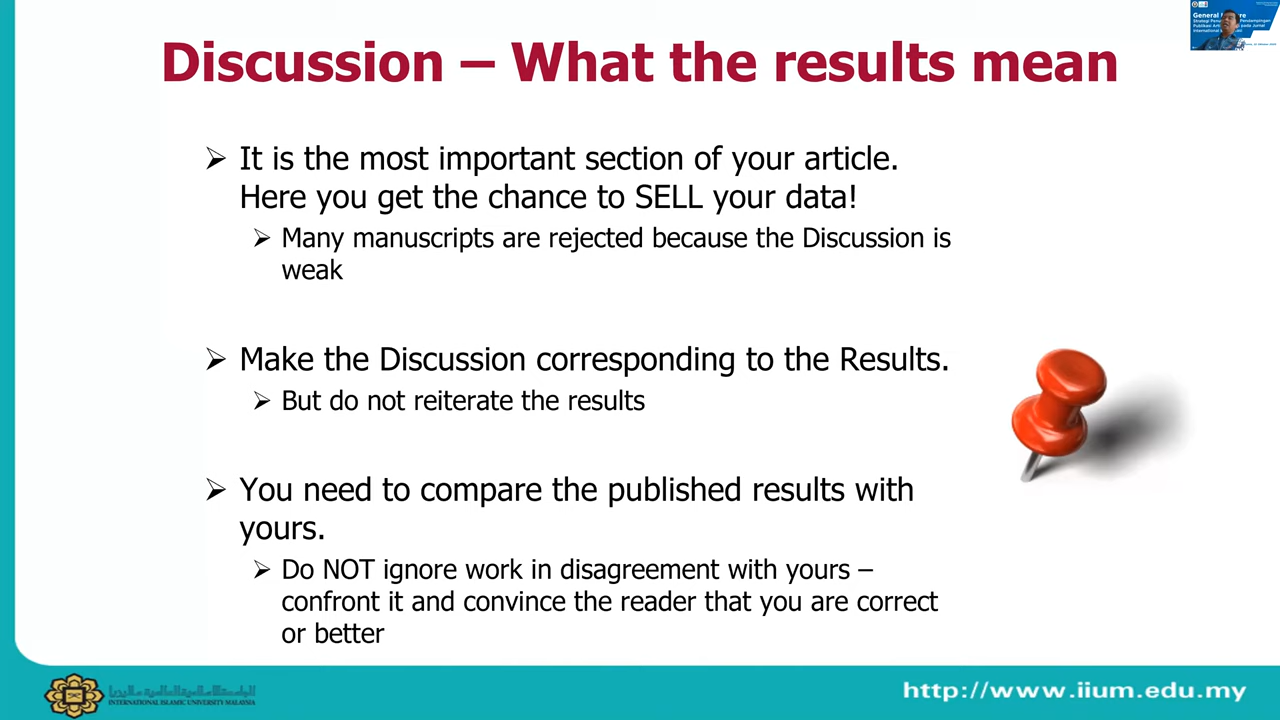 General
Discussion – What the results mean
➢ It is the most important section of your article.
Here you get the chance to SELL your data!
➢ Many manuscripts are rejected because the Discussion is
weak
➢ Make the Discussion corresponding to the Results.
➢ But do not reiterate the results
➢ You need to compare the published results with
yours.
➢ Do NOT ignore work in disagreement with yours –
confront it and convince the reader that you are correct
or better
INTERNATIONAL ISLAMIC UNIVERSITY MALAYSIA
http://www.iium.edu.my